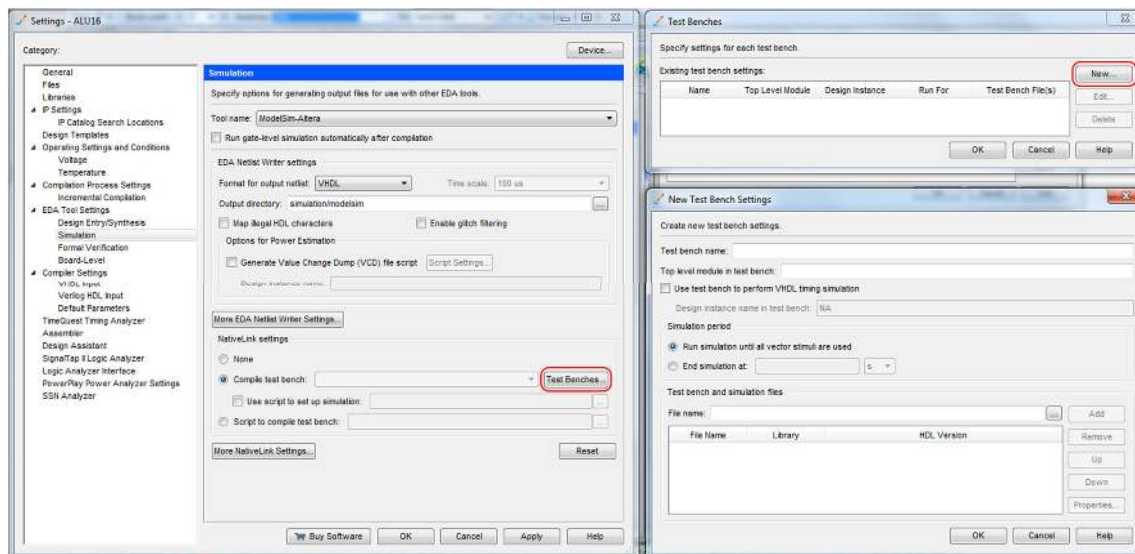 Settings - ALU16
Category:
Device...
General
Files
Libraries
IP Settings
IP Catalog Search Locations
Design Templates
Operating Settings and Conditions
Voltage
Temperature
Compilation Process Settings
Incremental Compilation
EDA Tool Settings
Design Entry/Synthesis
Simulation
Formal Verification
Board-Level
Compiler Settings
VHDL Input
Verilog HDL Input
Default Parameters
TimeQuest Timing Analyzer
Assembler
Design Assistant
SignalTap II Logic Analyzer
Logic Analyzer Interface
PowerPlay Power Analyzer Settings
SSN Analyzer
Simulation
Specify options for generating output files for use with other EDA tools.
Tool name: ModelSim-Altera
Run gate-level simulation automatically after compilation
EDA Netlist Writer settings
Format for output netlist: VHDL Time scale: 100 us
Output directory: simulation/modelsim ...
Map illegal HDL characters Enable glitch filtering
Options for Power Estimation
Generate Value Change Dump (VCD) file script Script Settings...
Design instance name:
More EDA Netlist Writer Settings...
NativeLink settings
None
Compile test bench: Test Benches...
Use script to set up simulation: ...
Script to compile test bench: ...
More NativeLink Settings... Reset
Buy Software OK Cancel Apply Help
Test Benches
Specify settings for each test bench.
Existing test bench settings: New...
Name Top Level Module Design Instance Run For Test Bench File(s)
Edit...
Delete
OK Cancel Help
New Test Bench Settings
Create new test bench settings.
Test bench name:
Top level module in test bench:
Use test bench to perform VHDL timing simulation
Design instance name in test bench: NA
Simulation period
Run simulation until all vector stimuli are used
End simulation at: s
Test bench and simulation files
File name: ... Add
File Name Library HDL Version
Remove
Up
Down
Properties...
OK Cancel Help